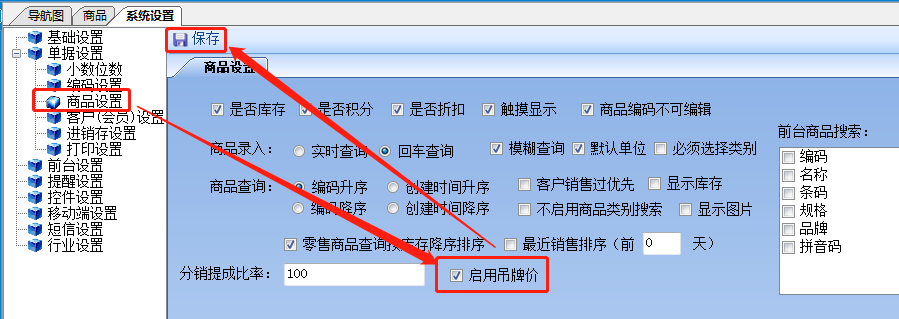 导航图 商品 系统设置
保存
基础设置
单据设置
小数位数
编码设置
商品设置
客户(会员)设置
进销存设置
打印设置
前台设置
提醒设置
控件设置
移动端设置
短信设置
行业设置
商品设置
是否库存 是否积分 是否折扣 触摸显示 商品编码不可编辑
商品录入： 实时查询 回车查询 模糊查询 默认单位 必须选择类别
商品查询： 编码升序 创建时间升序 客户销售过优先 显示库存
编码降序 创建时间降序 不启用商品类别搜索 显示图片
零售商品查询按库存降序排序 最近销售排序（前 0 天）
分销提成比率： 100 启用吊牌价
前台商品搜索：
编码
名称
条码
规格
品牌
拼音码